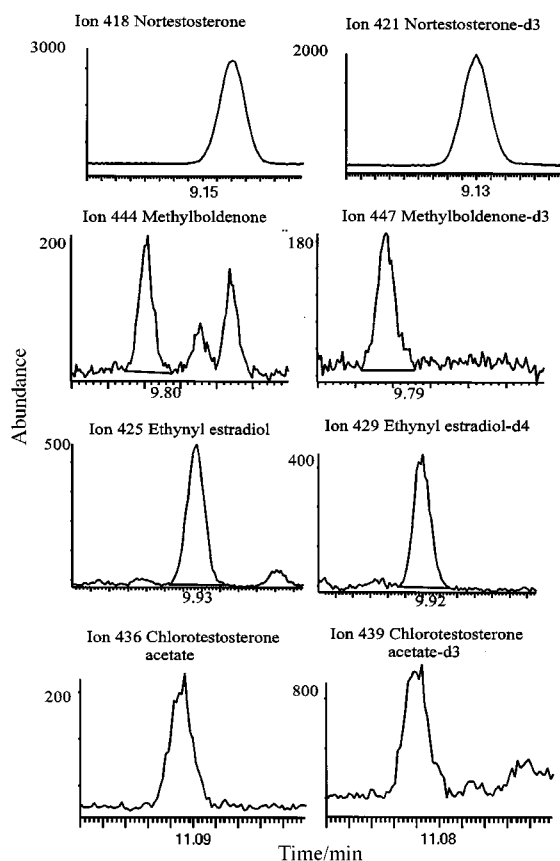 Ion 418 Nortestosterone
Ion 421 Nortestosterone-d3
3000
2000
9.15
9.13
Ion 444 Methylboldenone
Ion 447 Methylboldenone-d3
200
180
9.80
9.79
Abundance
Ion 425 Ethynyl estradiol
Ion 429 Ethynyl estradiol-d4
500
400
9.93
9.92
Ion 436 Chlorotestosterone
acetate
Ion 439 Chlorotestosterone
acetate-d3
200
800
11.09
11.08
Time/min